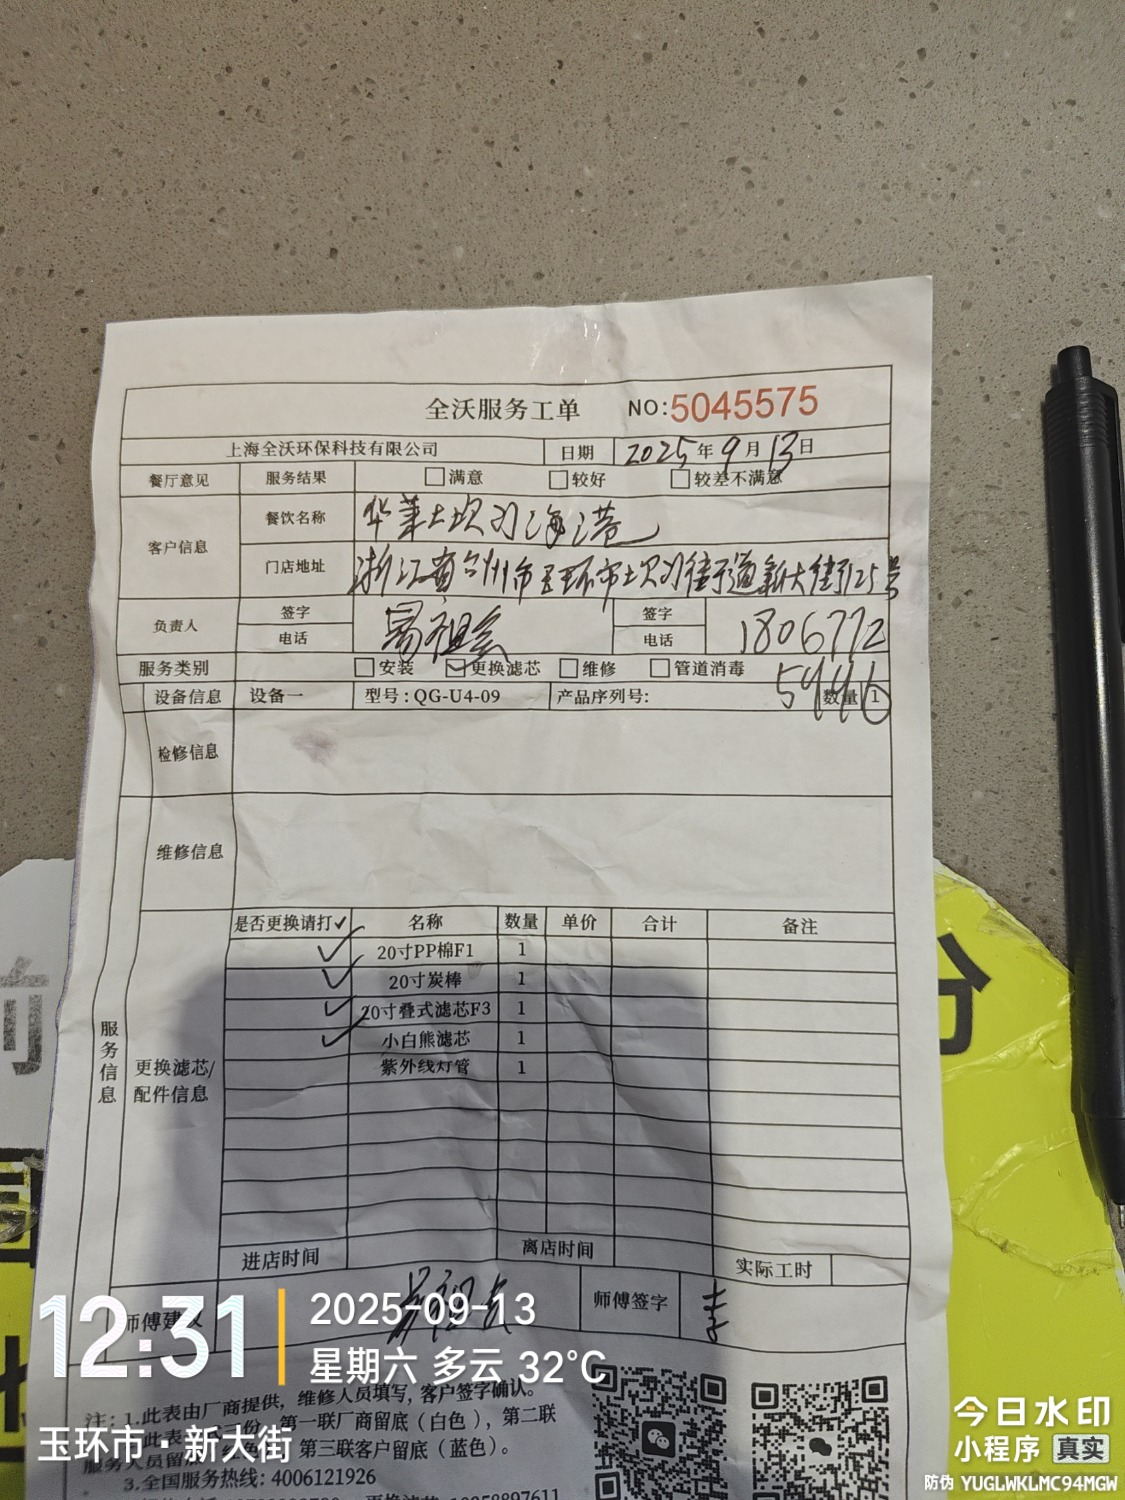 全沃服务工单 NO:5045575
上海全沃环保科技有限公司 日期 2025年9月13日
餐厅意见 服务结果 满意 较好 较差不满意
客户信息 餐饮名称 华莱士坎门海港
门店地址 浙江省台州市玉环市坎门街道新大街125号
负责人 签字 签字
电话 电话 18067725996
服务类别 安装 更换滤芯 维修 管道消毒
设备信息 设备一 型号:QG-U4-09 产品序列号: 数量 1
检修信息
维修信息
服务信息
更换滤芯/配件信息
是否更换请打✓ 名称 数量 单价 合计 备注
✓ 20寸PP棉F1 1
✓ 20寸炭棒 1
✓ 20寸叠式滤芯F3 1
✓ 小白熊滤芯 1
紫外线灯管 1
进店时间 离店时间 实际工时
师傅建议 师傅签字
注: 1.此表由厂商提供，维修人员填写，客户签字确认。
第一联厂商留底（白色），第二联
服务人员留底 第三联客户留底（蓝色）。
3.全国服务热线: 4006121926
12:31
2025-09-13
星期六 多云 32°C
玉环市·新大街
今日水印
小程序 真实
防伪 YUGLWKLMC94MGW